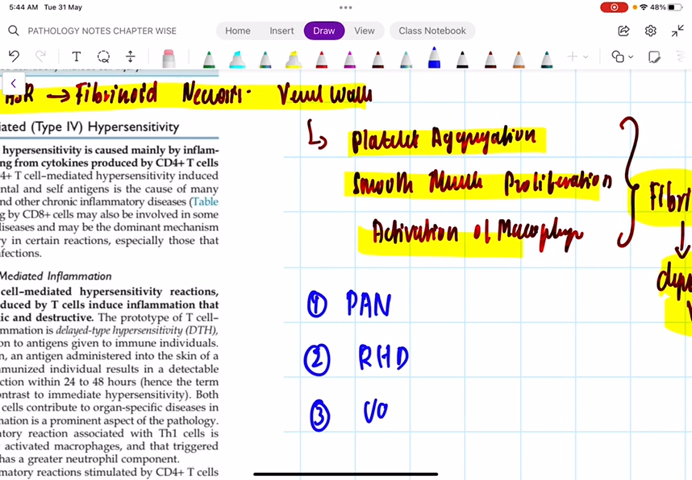 5:44 AM Tue 31 May
48%
PATHOLOGY NOTES CHAPTER WISE
Home Insert Draw View Class Notebook
HSR → Fibrinoid Necrosis. Vessel Walls
iated (Type IV) Hypersensitivity
hypersensitivity is caused mainly by inflam-
ng from cytokines produced by CD4+ T cells
4+ T cell–mediated hypersensitivity induced
ental and self antigens is the cause of many
nd other chronic inflammatory diseases (Table
g by CD8+ cells may also be involved in some
diseases and may be the dominant mechanism
ry in certain reactions, especially those that
fections.
Mediated Inflammation
cell–mediated hypersensitivity reactions,
duced by T cells induce inflammation that
ic and destructive. The prototype of T cell–
mmation is delayed-type hypersensitivity (DTH),
on to antigens given to immune individuals.
n, an antigen administered into the skin of a
munized individual results in a detectable
ction within 24 to 48 hours (hence the term
ontrast to immediate hypersensitivity). Both
cells contribute to organ-specific diseases in
mation is a prominent aspect of the pathology.
atory reaction associated with Th1 cells is
activated macrophages, and that triggered
has a greater neutrophil component.
matory reactions stimulated by CD4+ T cells
Platelet Aggregation
Smooth Muscle Proliferation
Activation of Macrophage
Fibri
↓
① PAN
② RHD
③